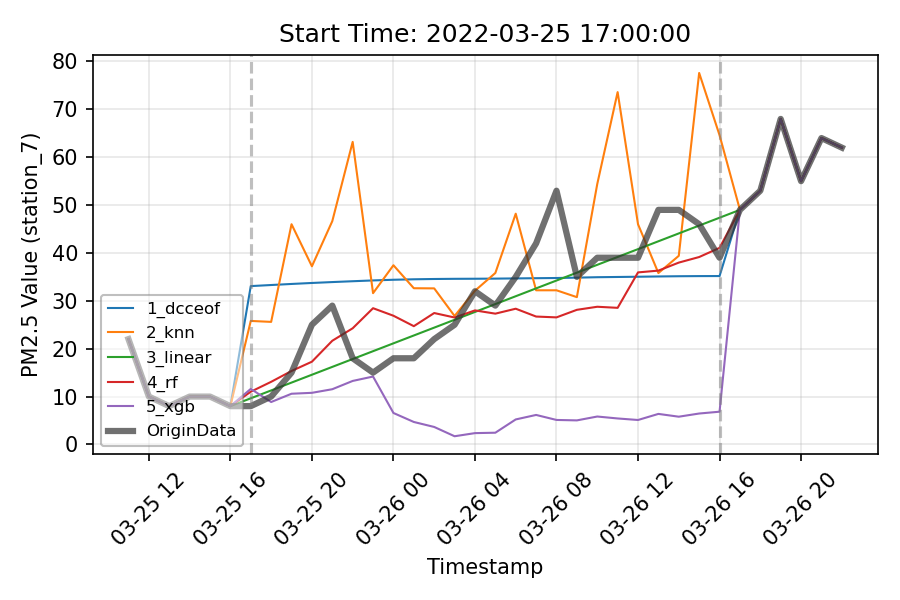 Start Time: 2022-03-25 17:00:00
80
70
60
50
40
30
20
10
0
PM2.5 Value (station_7)
1_dcceof
2_knn
3_linear
4_rf
5_xgb
OriginData
03-25 12
03-25 16
03-25 20
03-26 00
03-26 04
03-26 08
03-26 12
03-26 16
03-26 20
Timestamp